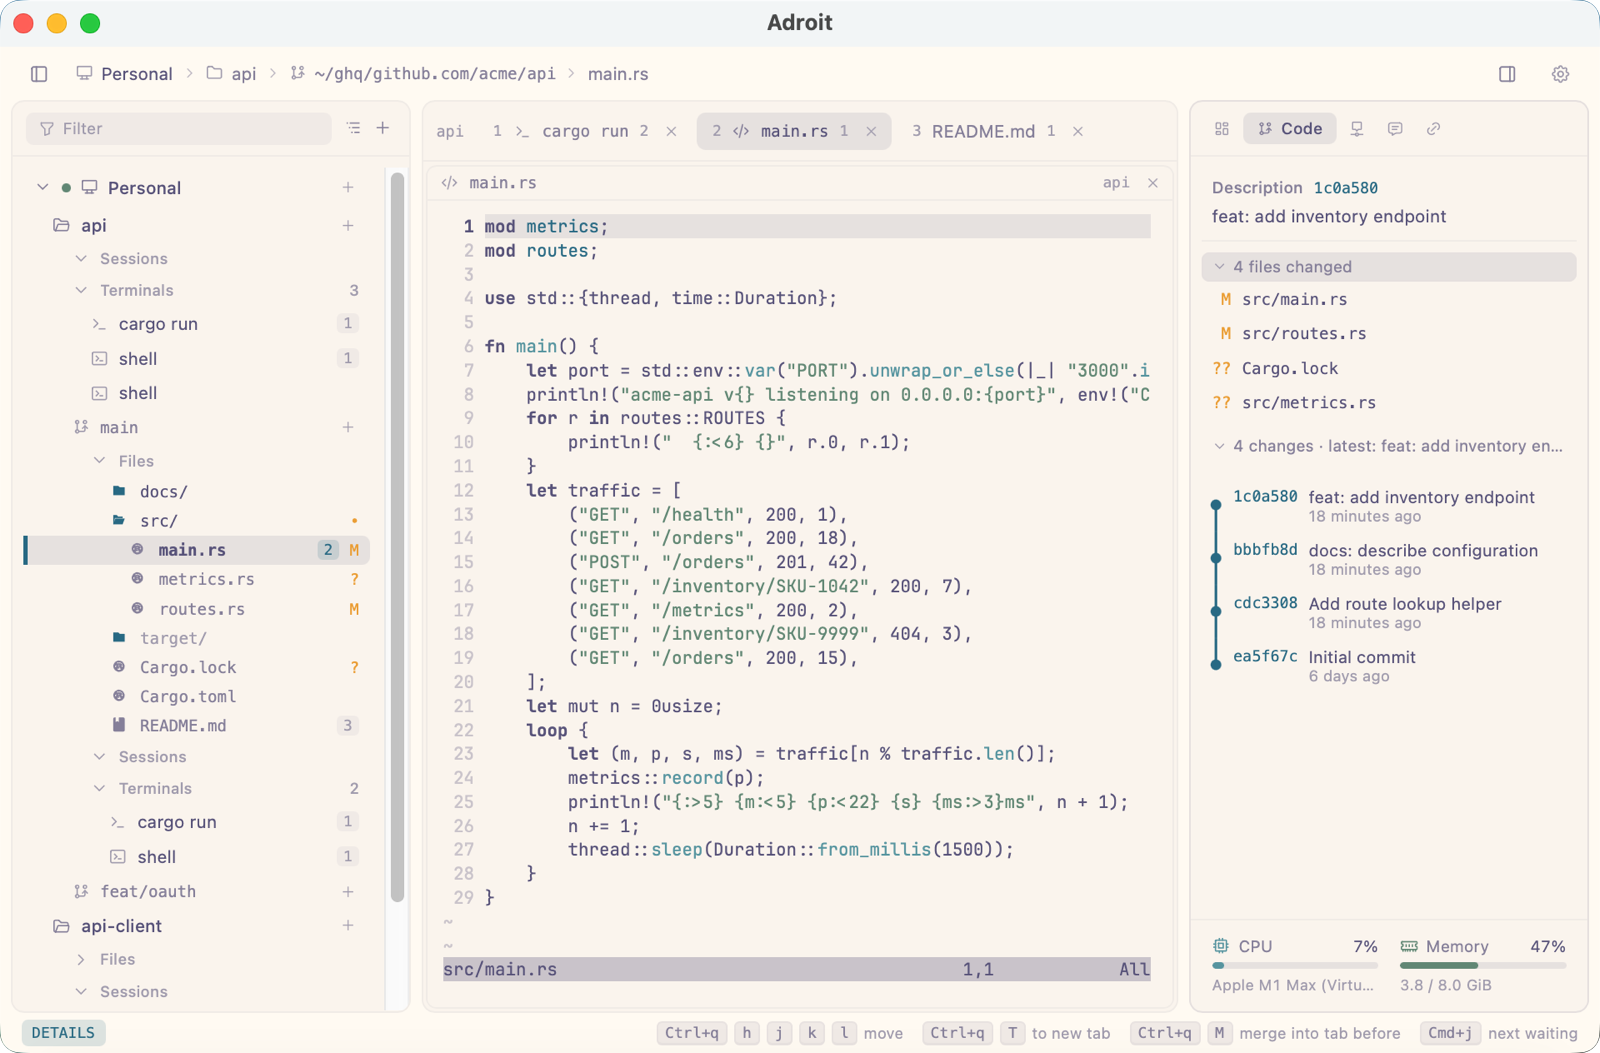 Adroit
Personal > api > ~/ghq/github.com/acme/api > main.rs
Filter
Personal
api
Sessions
Terminals 3
cargo run 1
shell 1
shell
main
Files
docs/
src/
main.rs 2 M
metrics.rs ?
routes.rs M
target/
Cargo.lock ?
Cargo.toml
README.md 3
Sessions
Terminals 2
cargo run 1
shell 1
feat/oauth
api-client
Files
Sessions
api 1 cargo run 2 × 2 </> main.rs 1 × 3 README.md 1 ×
</> main.rs api ×
1 mod metrics;
2 mod routes;
3
4 use std::{thread, time::Duration};
5
6 fn main() {
7     let port = std::env::var("PORT").unwrap_or_else(|_| "3000".i
8     println!("acme-api v{} listening on 0.0.0.0:{port}", env!("C
9     for r in routes::ROUTES {
10         println!("  {:<6} {}", r.0, r.1);
11     }
12     let traffic = [
13         ("GET", "/health", 200, 1),
14         ("GET", "/orders", 200, 18),
15         ("POST", "/orders", 201, 42),
16         ("GET", "/inventory/SKU-1042", 200, 7),
17         ("GET", "/metrics", 200, 2),
18         ("GET", "/inventory/SKU-9999", 404, 3),
19         ("GET", "/orders", 200, 15),
20     ];
21     let mut n = 0usize;
22     loop {
23         let (m, p, s, ms) = traffic[n % traffic.len()];
24         metrics::record(p);
25         println!("{:>5} {m:<5} {p:<22} {s} {ms:>3}ms", n + 1);
26         n += 1;
27         thread::sleep(Duration::from_millis(1500));
28     }
29 }
~
~
src/main.rs 1,1 All
Code
Description 1c0a580
feat: add inventory endpoint
4 files changed
M src/main.rs
M src/routes.rs
?? Cargo.lock
?? src/metrics.rs
4 changes · latest: feat: add inventory en...
1c0a580 feat: add inventory endpoint
18 minutes ago
bbbfb8d docs: describe configuration
18 minutes ago
cdc3308 Add route lookup helper
18 minutes ago
ea5f67c Initial commit
6 days ago
CPU 7% Memory 47%
Apple M1 Max (Virtu... 3.8 / 8.0 GiB
DETAILS Ctrl+q h j k l move Ctrl+q T to new tab Ctrl+q M merge into tab before Cmd+j next waiting